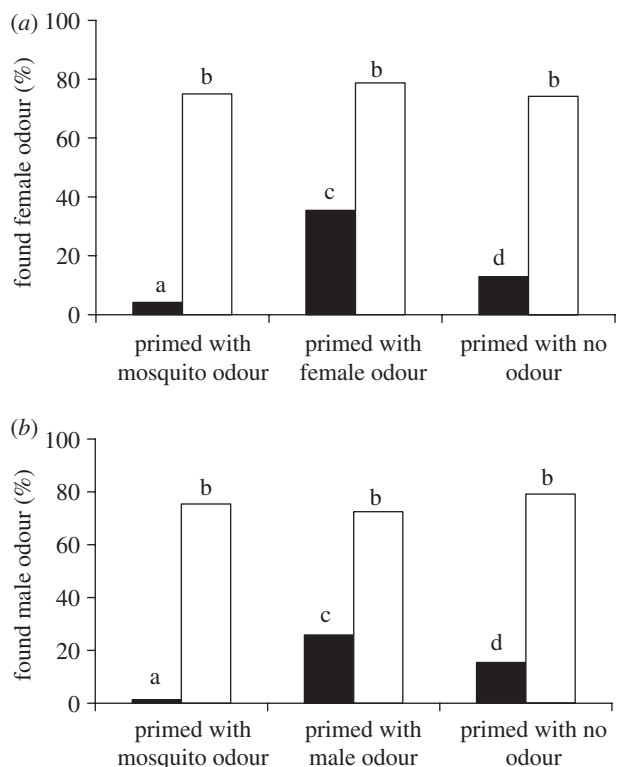 (a) 100
80
60
40
20
0
found female odour (%)
a
b
c
b
d
b
primed with
mosquito odour
primed with
female odour
primed with no
odour
(b) 100
80
60
40
20
0
found male odour (%)
a
b
c
b
d
b
primed with
mosquito odour
primed with
male odour
primed with no
odour